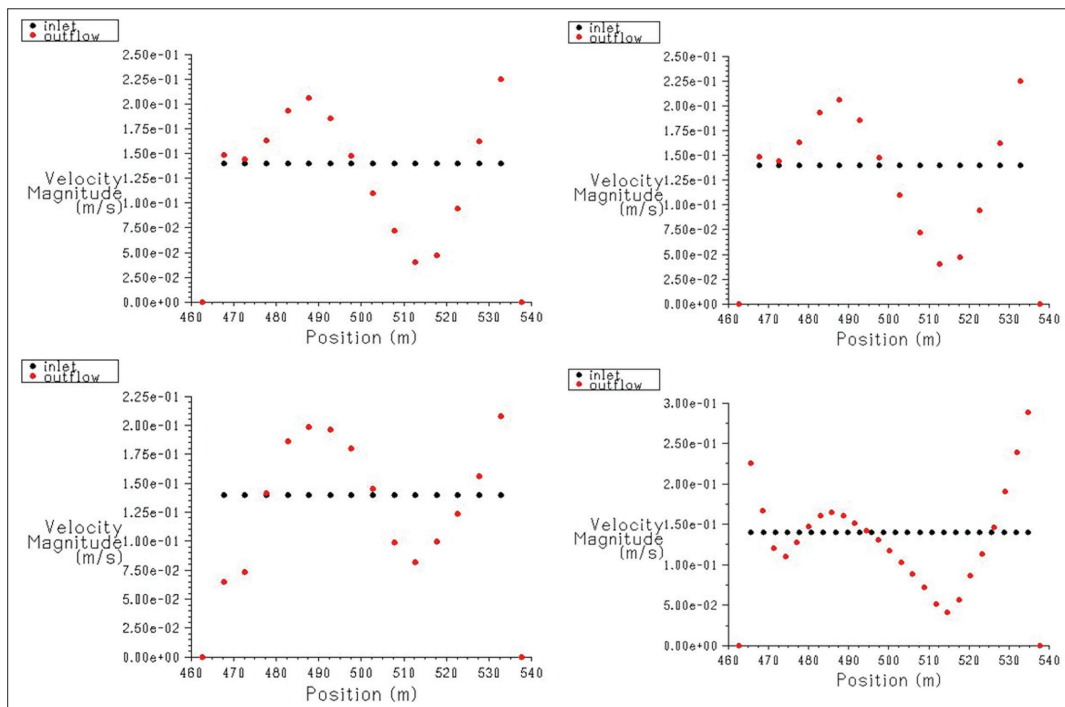 inlet
outflow
2.50e-01
2.25e-01
2.00e-01
1.75e-01
1.50e-01
1.25e-01
1.00e-01
7.50e-02
5.00e-02
2.50e-02
0.00e+00
Velocity
Magnitude
(m/s)
460 470 480 490 500 510 520 530 540
Position (m)
inlet
outflow
2.50e-01
2.25e-01
2.00e-01
1.75e-01
1.50e-01
1.25e-01
1.00e-01
7.50e-02
5.00e-02
2.50e-02
0.00e+00
Velocity
Magnitude
(m/s)
460 470 480 490 500 510 520 530 540
Position (m)
inlet
outflow
2.25e-01
2.00e-01
1.75e-01
1.50e-01
1.25e-01
1.00e-01
7.50e-02
5.00e-02
2.50e-02
0.00e+00
Velocity
Magnitude
(m/s)
460 470 480 490 500 510 520 530 540
Position (m)
inlet
outflow
3.00e-01
2.50e-01
2.00e-01
1.50e-01
1.00e-01
5.00e-02
0.00e+00
Velocity
Magnitude
(m/s)
460 470 480 490 500 510 520 530 540
Position (m)